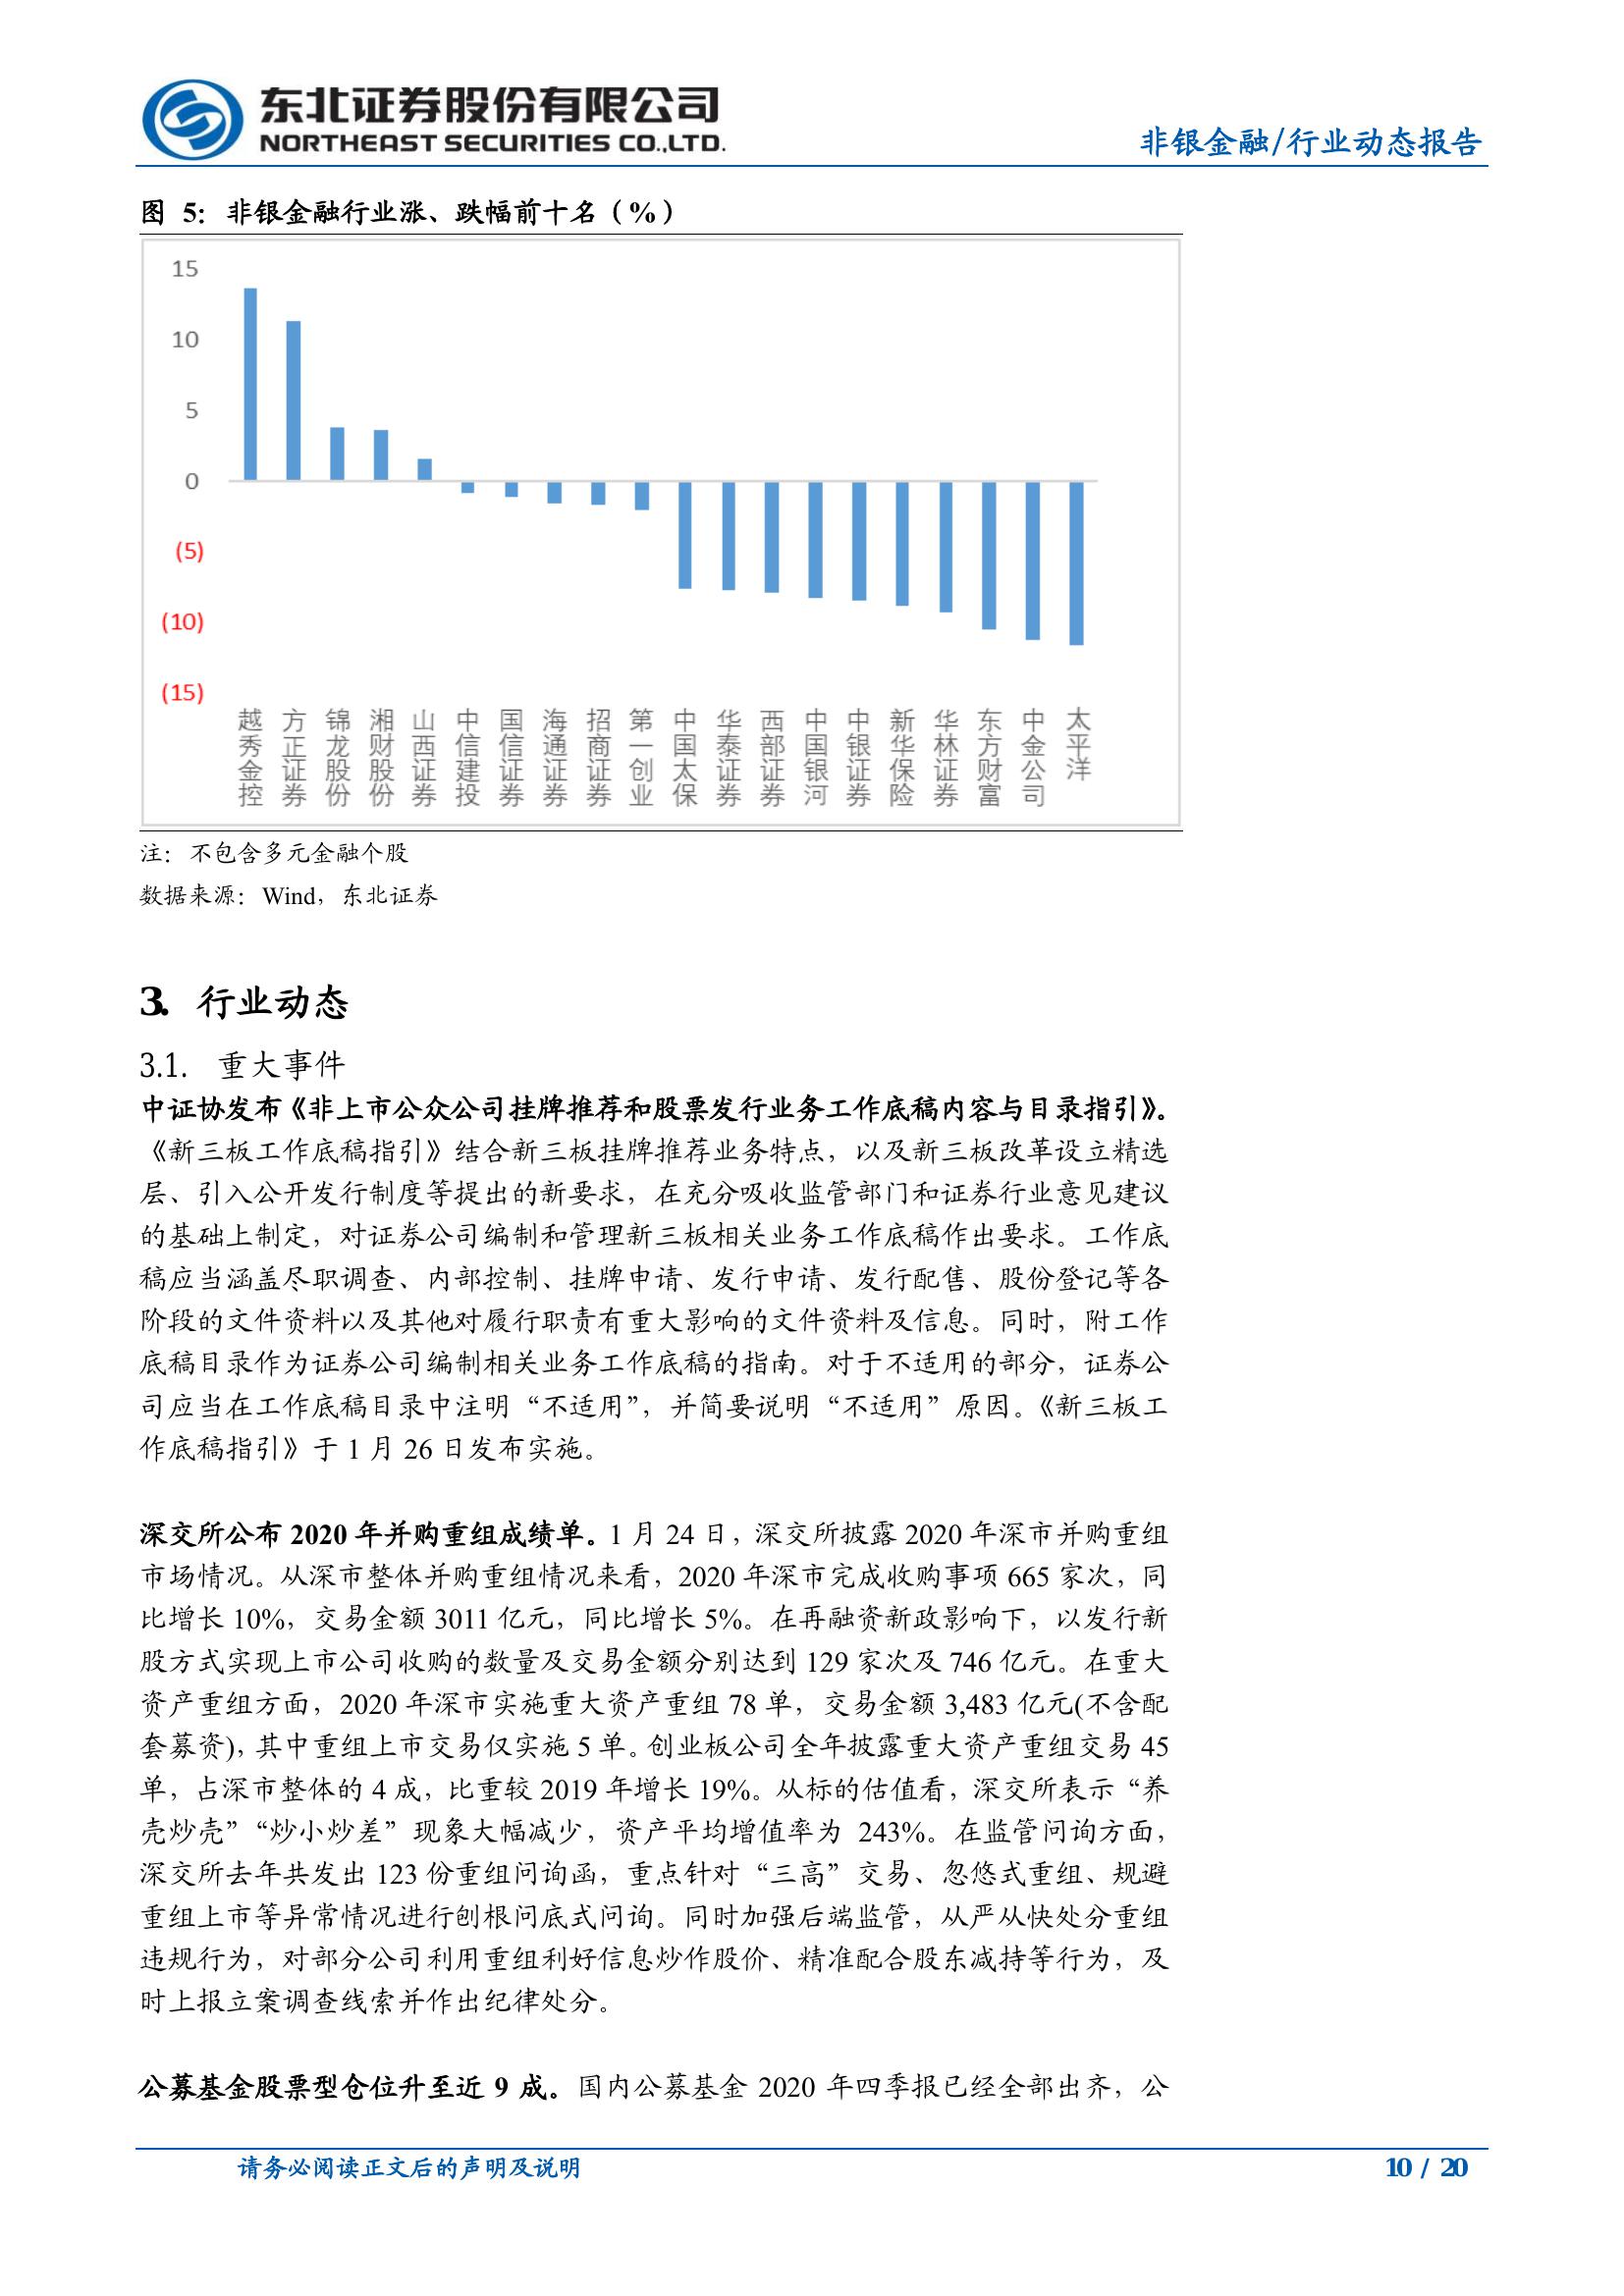 东北证券股份有限公司
NORTHEAST SECURITIES CO.,LTD.
非银金融/行业动态报告
图 5：非银金融行业涨、跌幅前十名（%）
15
10
5
0
(5)
(10)
(15)
越秀金控
方正证券
锦龙股份
湘财股份
山西证券
中信建投
国信证券
海通证券
招商证券
第一创业
中国太保
华泰证券
西部证券
中国银河
中银证券
新华保险
华林证券
东方财富
中金公司
太平洋
注：不包含多元金融个股
数据来源：Wind，东北证券
3. 行业动态
3.1. 重大事件
中证协发布《非上市公众公司挂牌推荐和股票发行业务工作底稿内容与目录指引》。
《新三板工作底稿指引》结合新三板挂牌推荐业务特点，以及新三板改革设立精选
层、引入公开发行制度等提出的新要求，在充分吸收监管部门和证券行业意见建议
的基础上制定，对证券公司编制和管理新三板相关业务工作底稿作出要求。工作底
稿应当涵盖尽职调查、内部控制、挂牌申请、发行申请、发行配售、股份登记等各
阶段的文件资料以及其他对履行职责有重大影响的文件资料及信息。同时，附工作
底稿目录作为证券公司编制相关业务工作底稿的指南。对于不适用的部分，证券公
司应当在工作底稿目录中注明“不适用”，并简要说明“不适用”原因。《新三板工
作底稿指引》于 1 月 26 日发布实施。
深交所公布 2020 年并购重组成绩单。1 月 24 日，深交所披露 2020 年深市并购重组
市场情况。从深市整体并购重组情况来看，2020 年深市完成收购事项 665 家次，同
比增长 10%，交易金额 3011 亿元，同比增长 5%。在再融资新政影响下，以发行新
股方式实现上市公司收购的数量及交易金额分别达到 129 家次及 746 亿元。在重大
资产重组方面，2020 年深市实施重大资产重组 78 单，交易金额 3,483 亿元(不含配
套募资)，其中重组上市交易仅实施 5 单。创业板公司全年披露重大资产重组交易 45
单，占深市整体的 4 成，比重较 2019 年增长 19%。从标的估值看，深交所表示“养
壳炒壳”“炒小炒差”现象大幅减少，资产平均增值率为 243%。在监管问询方面，
深交所去年共发出 123 份重组问询函，重点针对“三高”交易、忽悠式重组、规避
重组上市等异常情况进行刨根问底式问询。同时加强后端监管，从严从快处分重组
违规行为，对部分公司利用重组利好信息炒作股价、精准配合股东减持等行为，及
时上报立案调查线索并作出纪律处分。
公募基金股票型仓位升至近 9 成。国内公募基金 2020 年四季报已经全部出齐，公
请务必阅读正文后的声明及说明
10 / 20